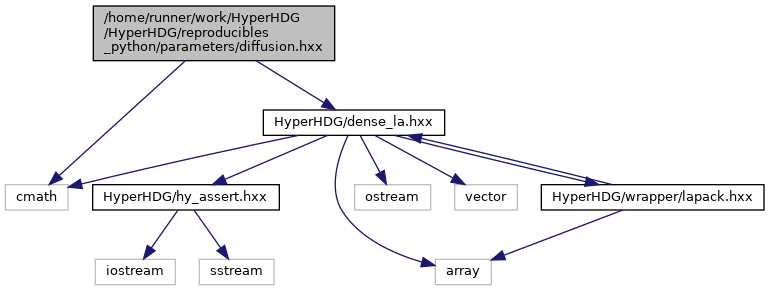 /home/runner/work/HyperHDG
/HyperHDG/reproducibles
_python/parameters/diffusion.hxx
HyperHDG/dense_la.hxx
cmath
HyperHDG/hy_assert.hxx
ostream
vector
HyperHDG/wrapper/lapack.hxx
iostream
sstream
array